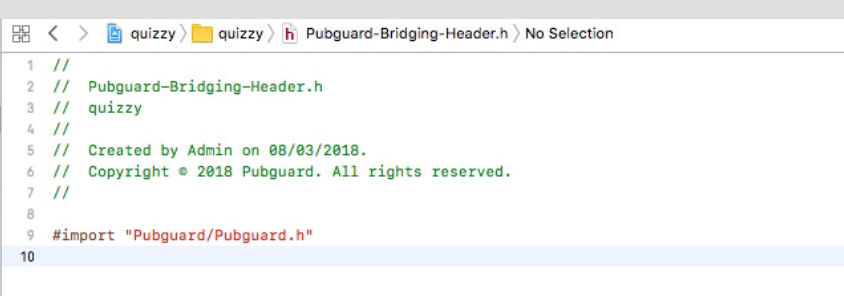 quizzy quizzy h Pubguard-Bridging-Header.h No Selection
1 //
2 //  Pubguard-Bridging-Header.h
3 //  quizzy
4 //
5 //  Created by Admin on 08/03/2018.
6 //  Copyright © 2018 Pubguard. All rights reserved.
7 //
8
9 #import "Pubguard/Pubguard.h"
10